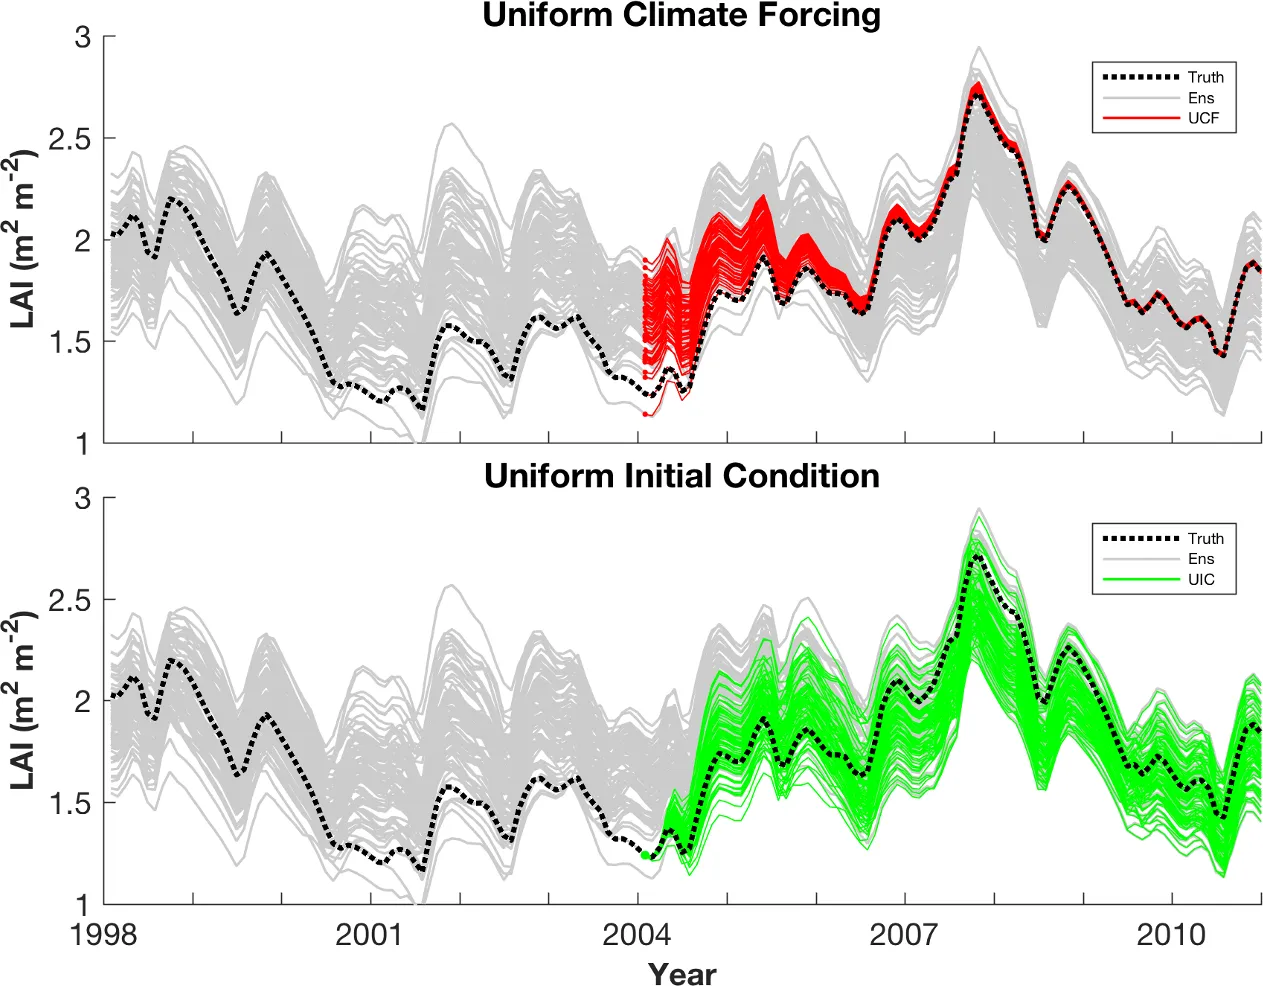 Uniform Climate Forcing
3
2.5
2
1.5
1
LAI (m² m⁻²)
Truth
Ens
UCF
Uniform Initial Condition
3
2.5
2
1.5
1
LAI (m² m⁻²)
Truth
Ens
UIC
1998 2001 2004 2007 2010
Year